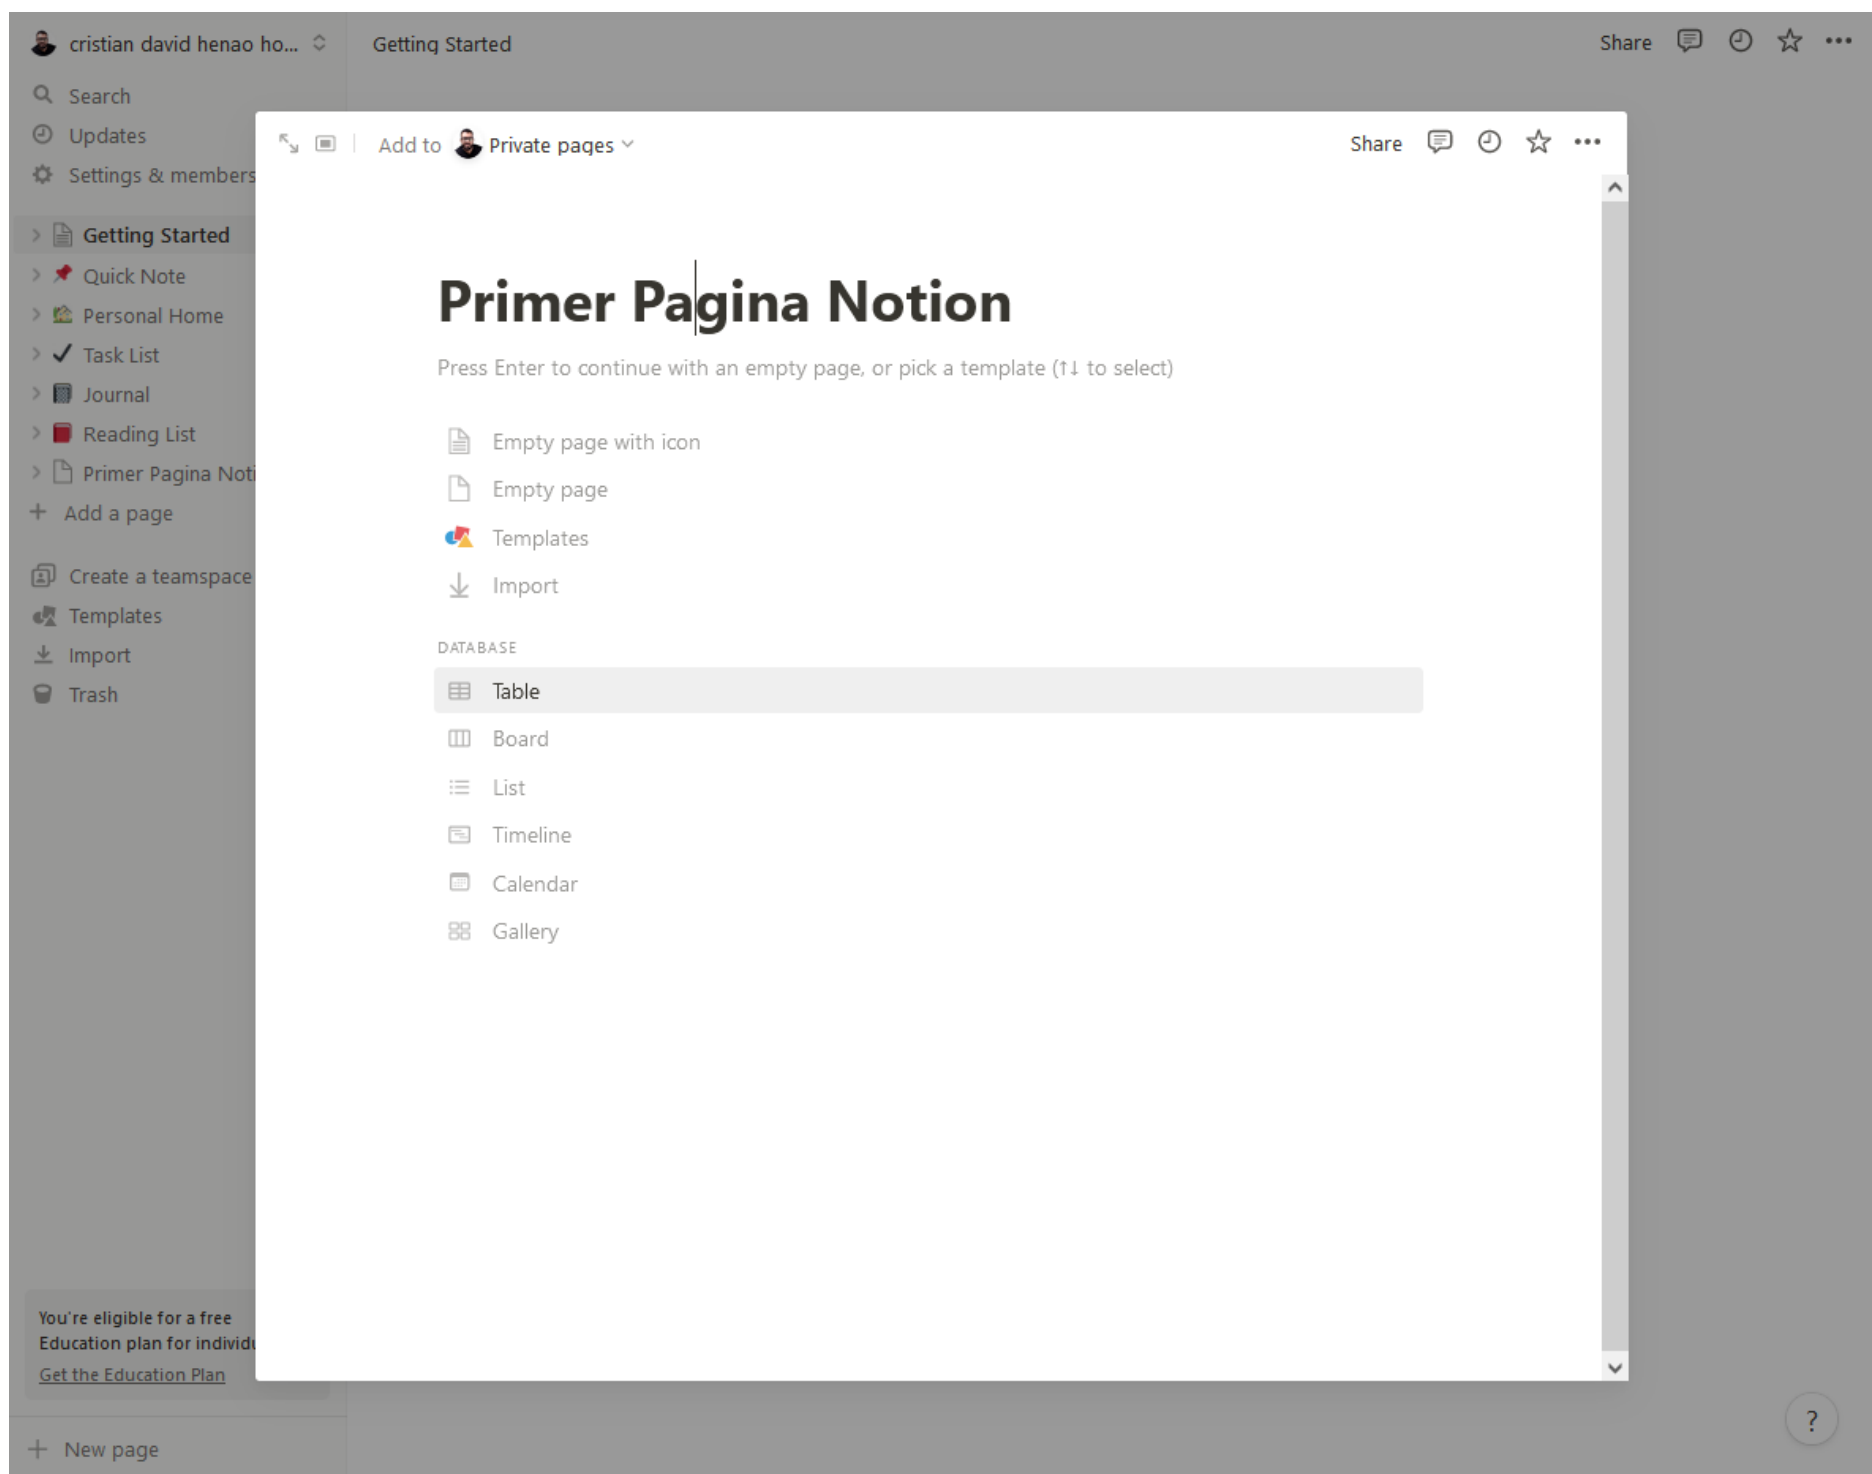 cristian david henao ho...
Getting Started
Share
Search
Updates
Settings & members
Getting Started
Quick Note
Personal Home
Task List
Journal
Reading List
Primer Pagina Noti
Add a page
Create a teamspace
Templates
Import
Trash
You're eligible for a free
Education plan for individu
Get the Education Plan
New page
Add to Private pages
Share
Primer Pagina Notion
Press Enter to continue with an empty page, or pick a template (↑↓ to select)
Empty page with icon
Empty page
Templates
Import
DATABASE
Table
Board
List
Timeline
Calendar
Gallery
?